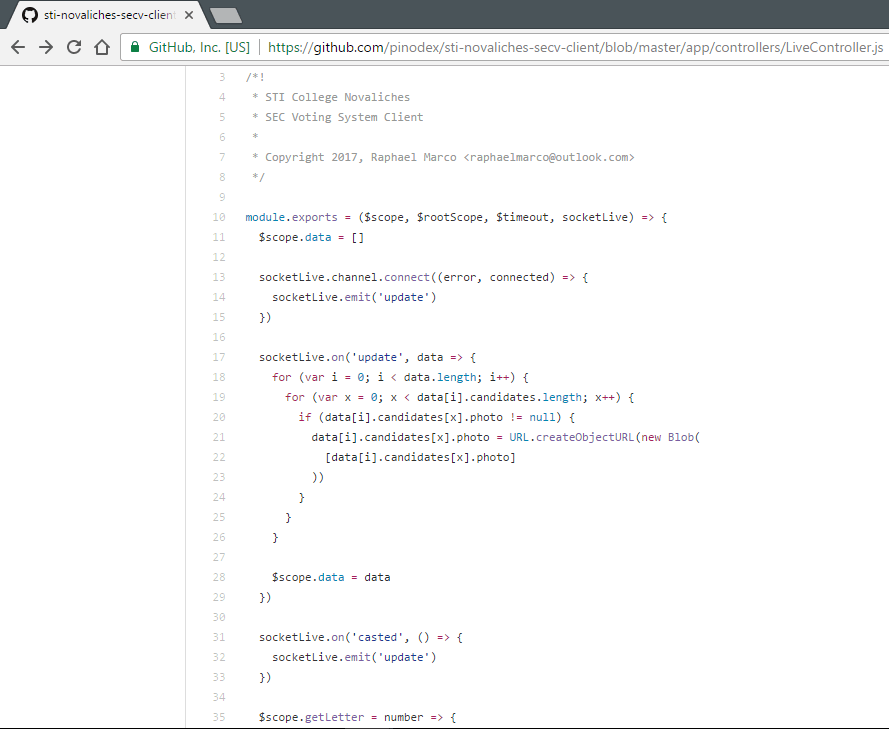 sti-novaliches-secv-client
GitHub, Inc. [US] https://github.com/pinodex/sti-novaliches-secv-client/blob/master/app/controllers/LiveController.js
3 /*!
4  * STI College Novaliches
5  * SEC Voting System Client
6  *
7  * Copyright 2017, Raphael Marco <raphaelmarco@outlook.com>
8  */
9
10 module.exports = ($scope, $rootScope, $timeout, socketLive) => {
11   $scope.data = []
12
13   socketLive.channel.connect((error, connected) => {
14     socketLive.emit('update')
15   })
16
17   socketLive.on('update', data => {
18     for (var i = 0; i < data.length; i++) {
19       for (var x = 0; x < data[i].candidates.length; x++) {
20         if (data[i].candidates[x].photo != null) {
21           data[i].candidates[x].photo = URL.createObjectURL(new Blob(
22             [data[i].candidates[x].photo]
23           ))
24         }
25       }
26     }
27
28     $scope.data = data
29   })
30
31   socketLive.on('casted', () => {
32     socketLive.emit('update')
33   })
34
35   $scope.getLetter = number => {